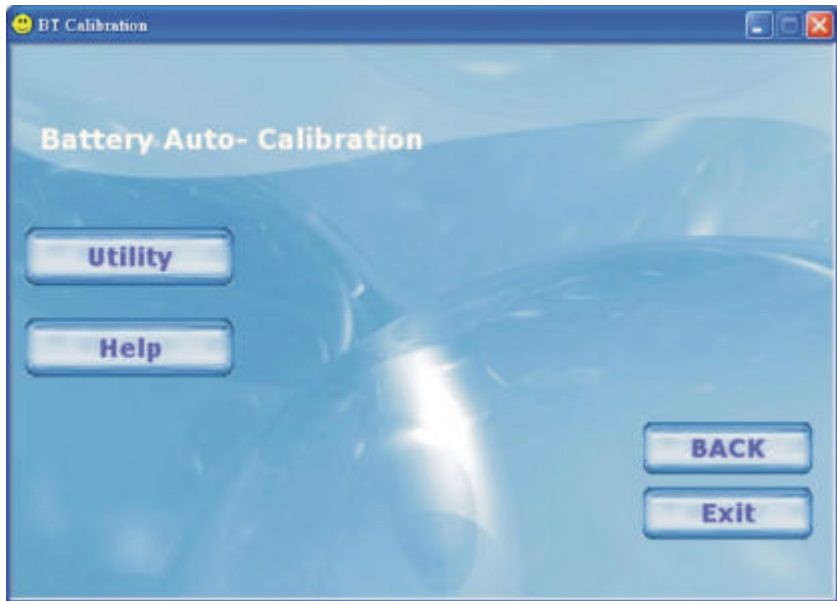 BT Calibration
Battery Auto- Calibration
Utility
Help
BACK
Exit